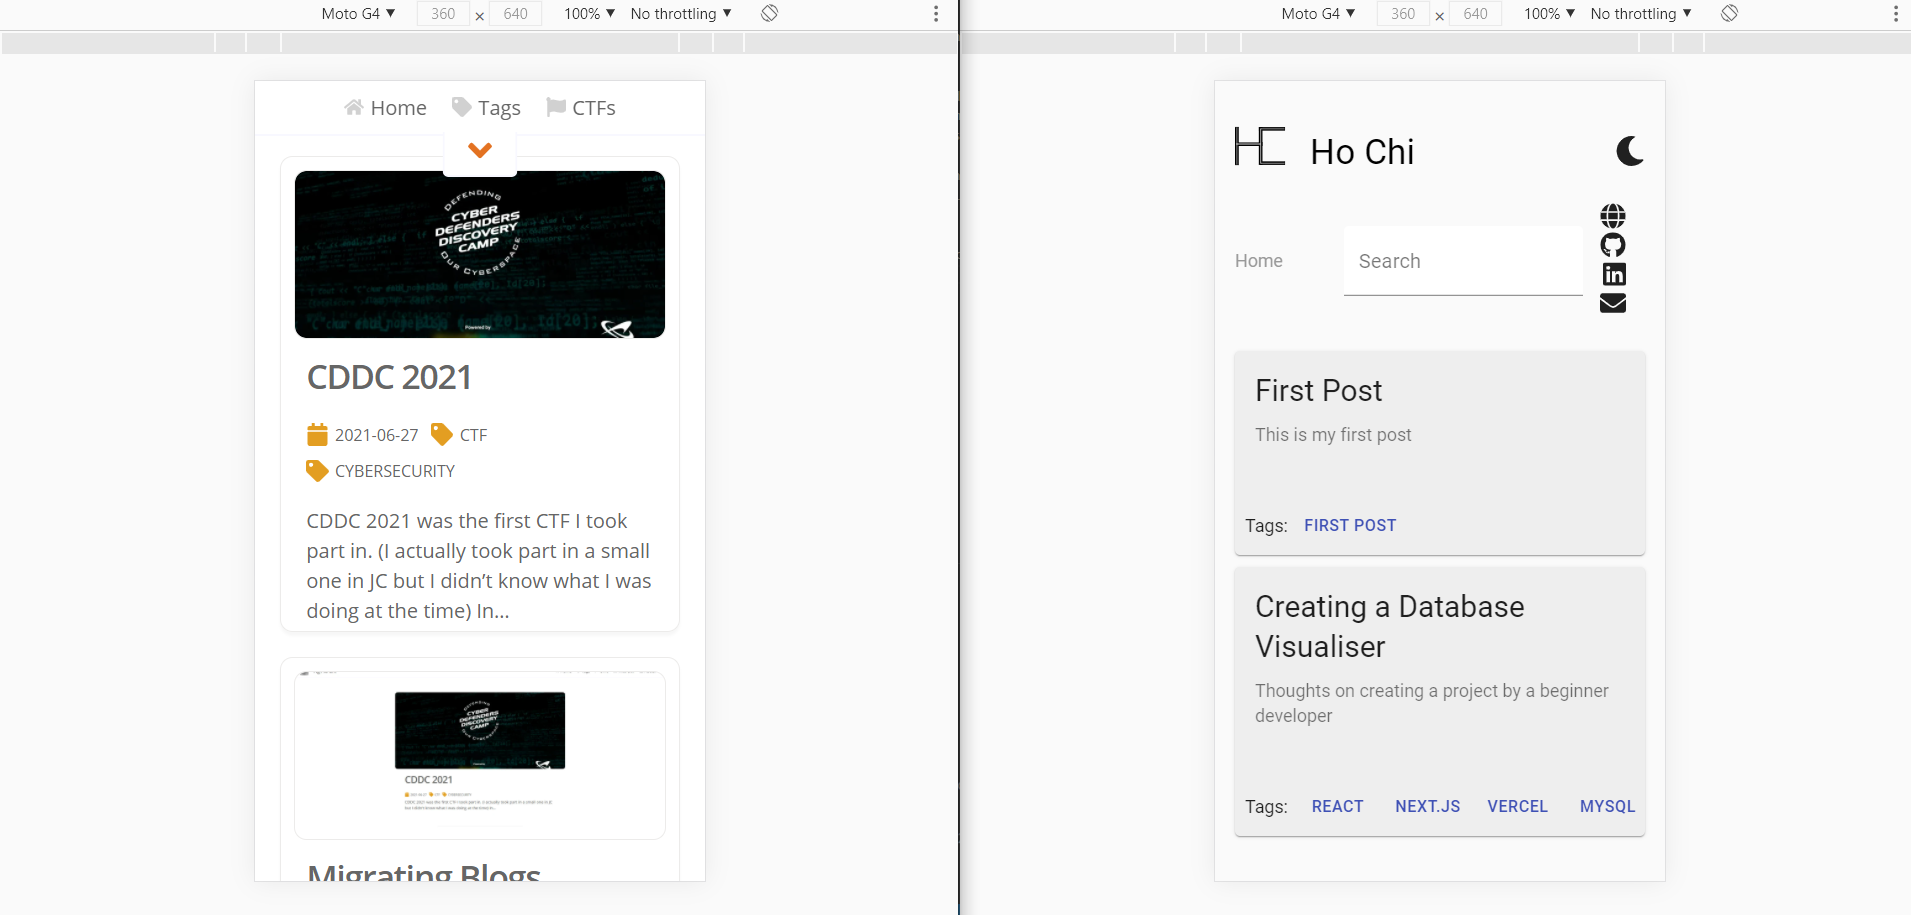 Moto G4 ▼ 360 × 640 100% ▼ No throttling ▼
Home Tags CTFs
DEFENDING
CYBER
DEFENDERS
DISCOVERY
CAMP
OUR CYBERSPACE
Powered by
CDDC 2021
2021-06-27 CTF
CYBERSECURITY
CDDC 2021 was the first CTF I took
part in. (I actually took part in a small
one in JC but I didn’t know what I was
doing at the time) In...
CYBER
DEFENDERS
DISCOVERY
CAMP
CDDC 2021
Migrating Blogs
Moto G4 ▼ 360 × 640 100% ▼ No throttling ▼
HC Ho Chi
Home
Search
First Post
This is my first post
Tags: FIRST POST
Creating a Database
Visualiser
Thoughts on creating a project by a beginner
developer
Tags: REACT NEXT.JS VERCEL MYSQL